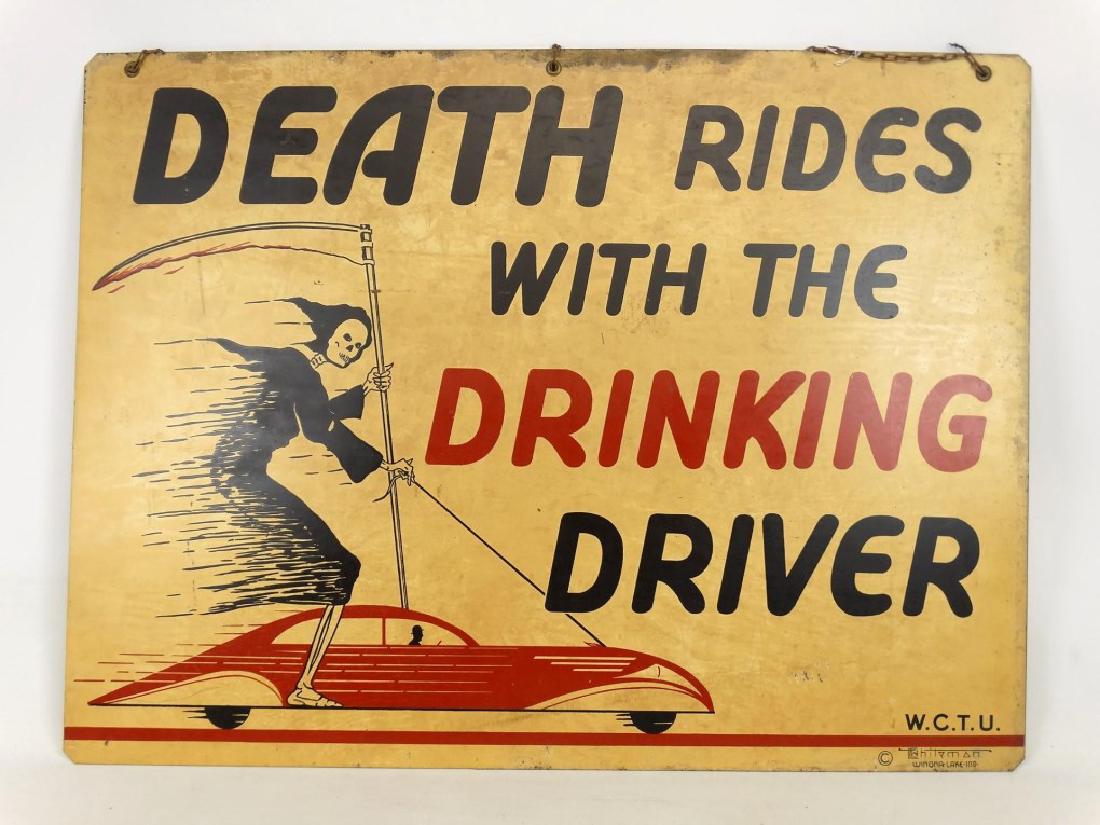 DEATH RIDES
WITH THE
DRINKING
DRIVER
W.C.T.U.
©
WINONA-LAKE-IND